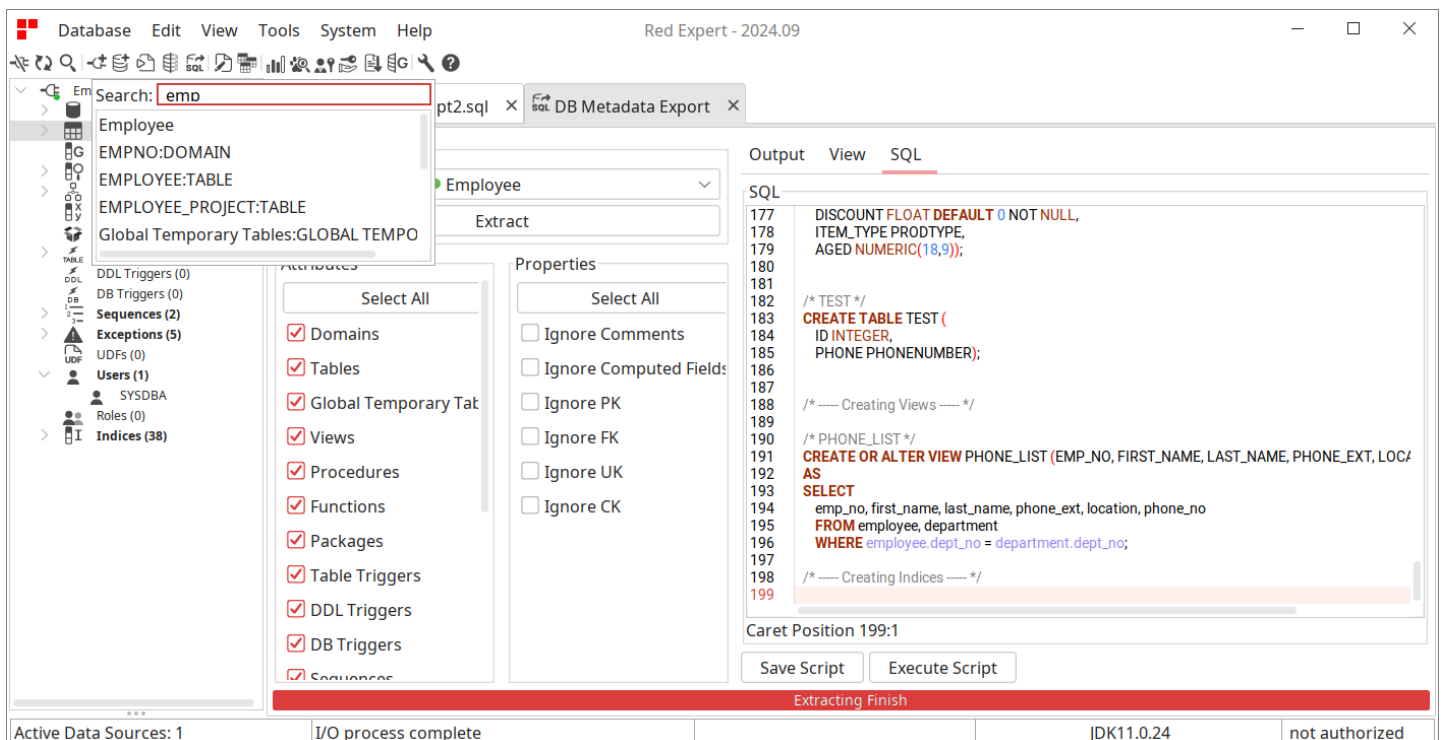 Database Edit View Tools System Help Red Expert - 2024.09
SQL G
Em
Search: emp
Employee
EMPNO:DOMAIN
EMPLOYEE:TABLE
EMPLOYEE_PROJECT:TABLE
Global Temporary Tables:GLOBAL TEMPO
TABLE
DDL DDL Triggers (0)
DB DB Triggers (0)
Sequences (2)
Exceptions (5)
UDF UDFs (0)
Users (1)
SYSDBA
Roles (0)
Indices (38)
pt2.sql
SQL DB Metadata Export
Employee
Extract
Attributes
Select All
Domains
Tables
Global Temporary Tab
Views
Procedures
Functions
Packages
Table Triggers
DDL Triggers
DB Triggers
Sequences
Properties
Select All
Ignore Comments
Ignore Computed Fields
Ignore PK
Ignore FK
Ignore UK
Ignore CK
Output View SQL
SQL
177 DISCOUNT FLOAT DEFAULT 0 NOT NULL,
178 ITEM_TYPE PRODTYPE,
179 AGED NUMERIC(18,9));
180
181
182 /* TEST */
183 CREATE TABLE TEST (
184 ID INTEGER,
185 PHONE PHONENUMBER);
186
187
188 /* ----- Creating Views ----- */
189
190 /* PHONE_LIST */
191 CREATE OR ALTER VIEW PHONE_LIST (EMP_NO, FIRST_NAME, LAST_NAME, PHONE_EXT, LOCA
192 AS
193 SELECT
194 emp_no, first_name, last_name, phone_ext, location, phone_no
195 FROM employee, department
196 WHERE employee.dept_no = department.dept_no;
197
198 /* ----- Creating Indices ----- */
199
Caret Position 199:1
Save Script Execute Script
Extracting Finish
Active Data Sources: 1 I/O process complete JDK11.0.24 not authorized